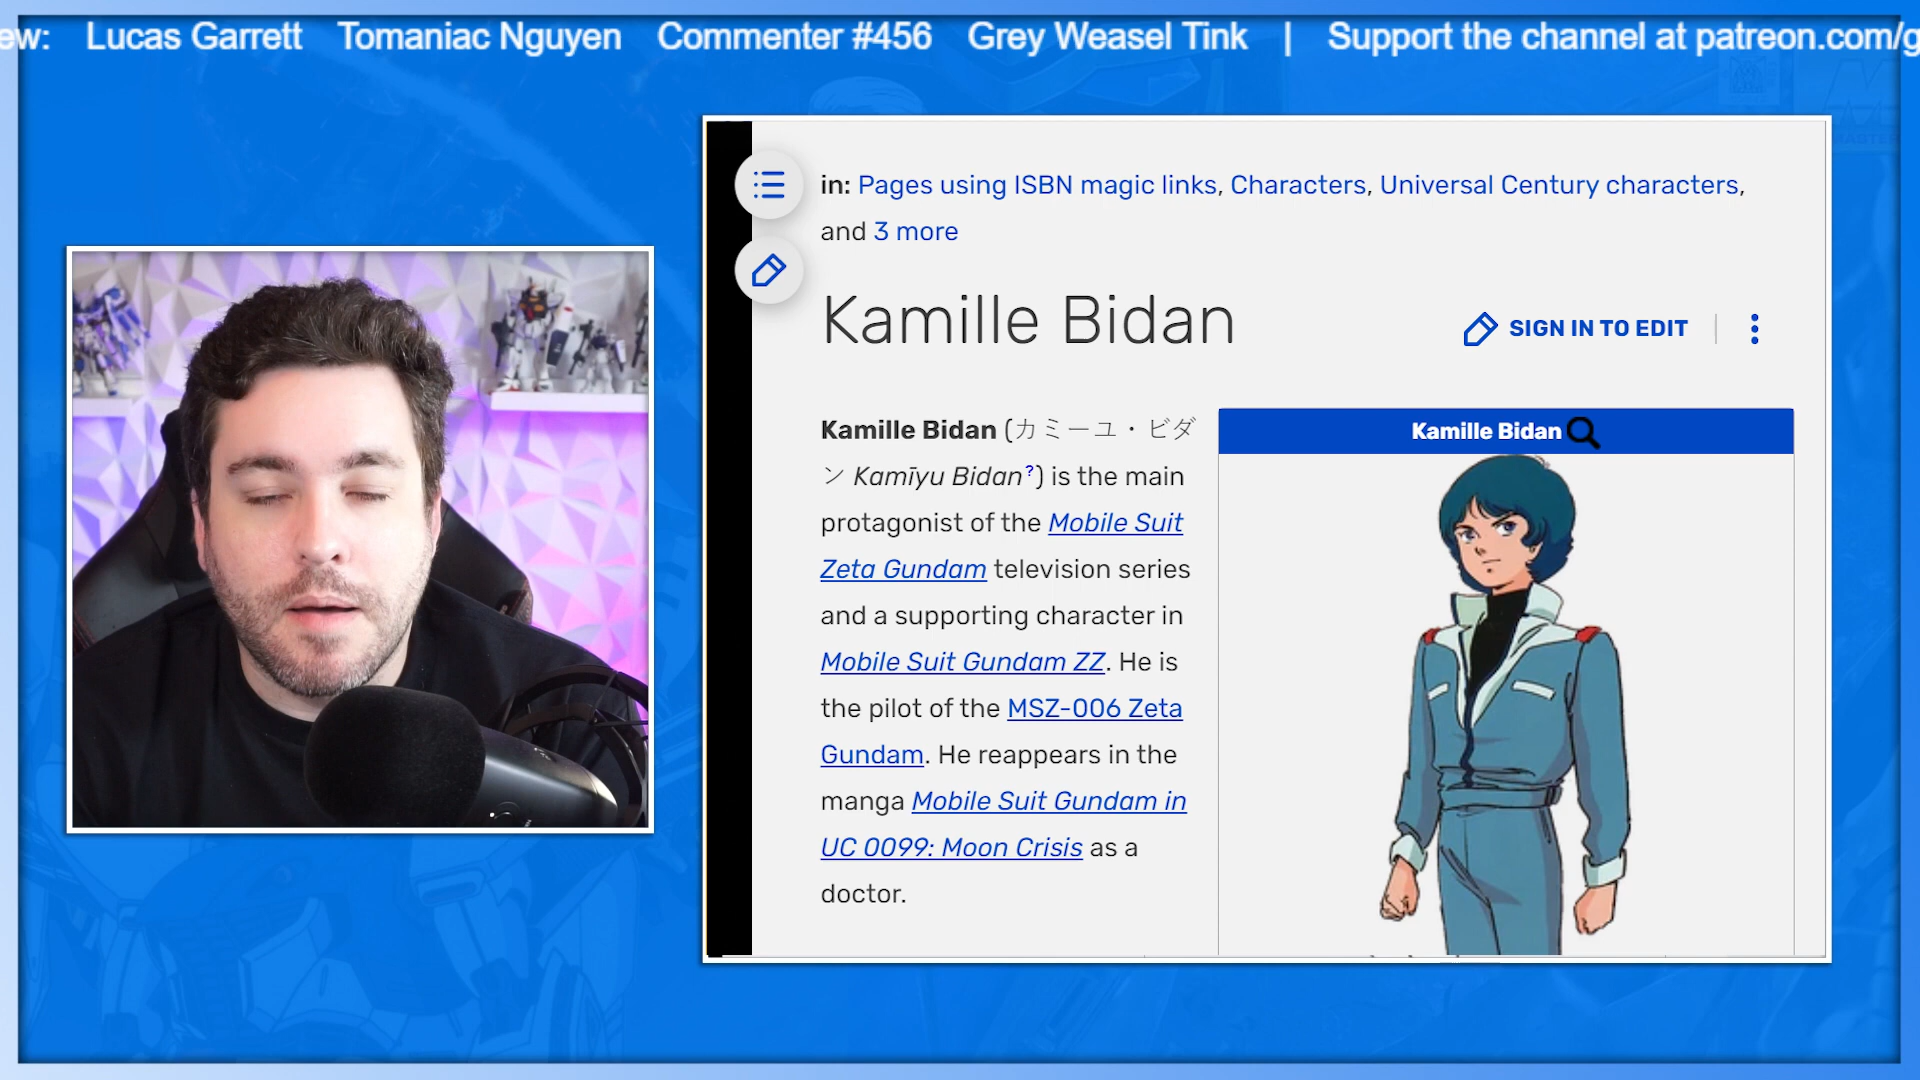 ew: Lucas Garrett Tomaniac Nguyen Commenter #456 Grey Weasel Tink | Support the channel at patreon.com/g
in: Pages using ISBN magic links, Characters, Universal Century characters,
and 3 more
Kamille Bidan
SIGN IN TO EDIT
Kamille Bidan (カミーユ・ビダ
ン Kamīyu Bidan?) is the main
protagonist of the Mobile Suit
Zeta Gundam television series
and a supporting character in
Mobile Suit Gundam ZZ. He is
the pilot of the MSZ-006 Zeta
Gundam. He reappears in the
manga Mobile Suit Gundam in
UC 0099: Moon Crisis as a
doctor.
Kamille Bidan